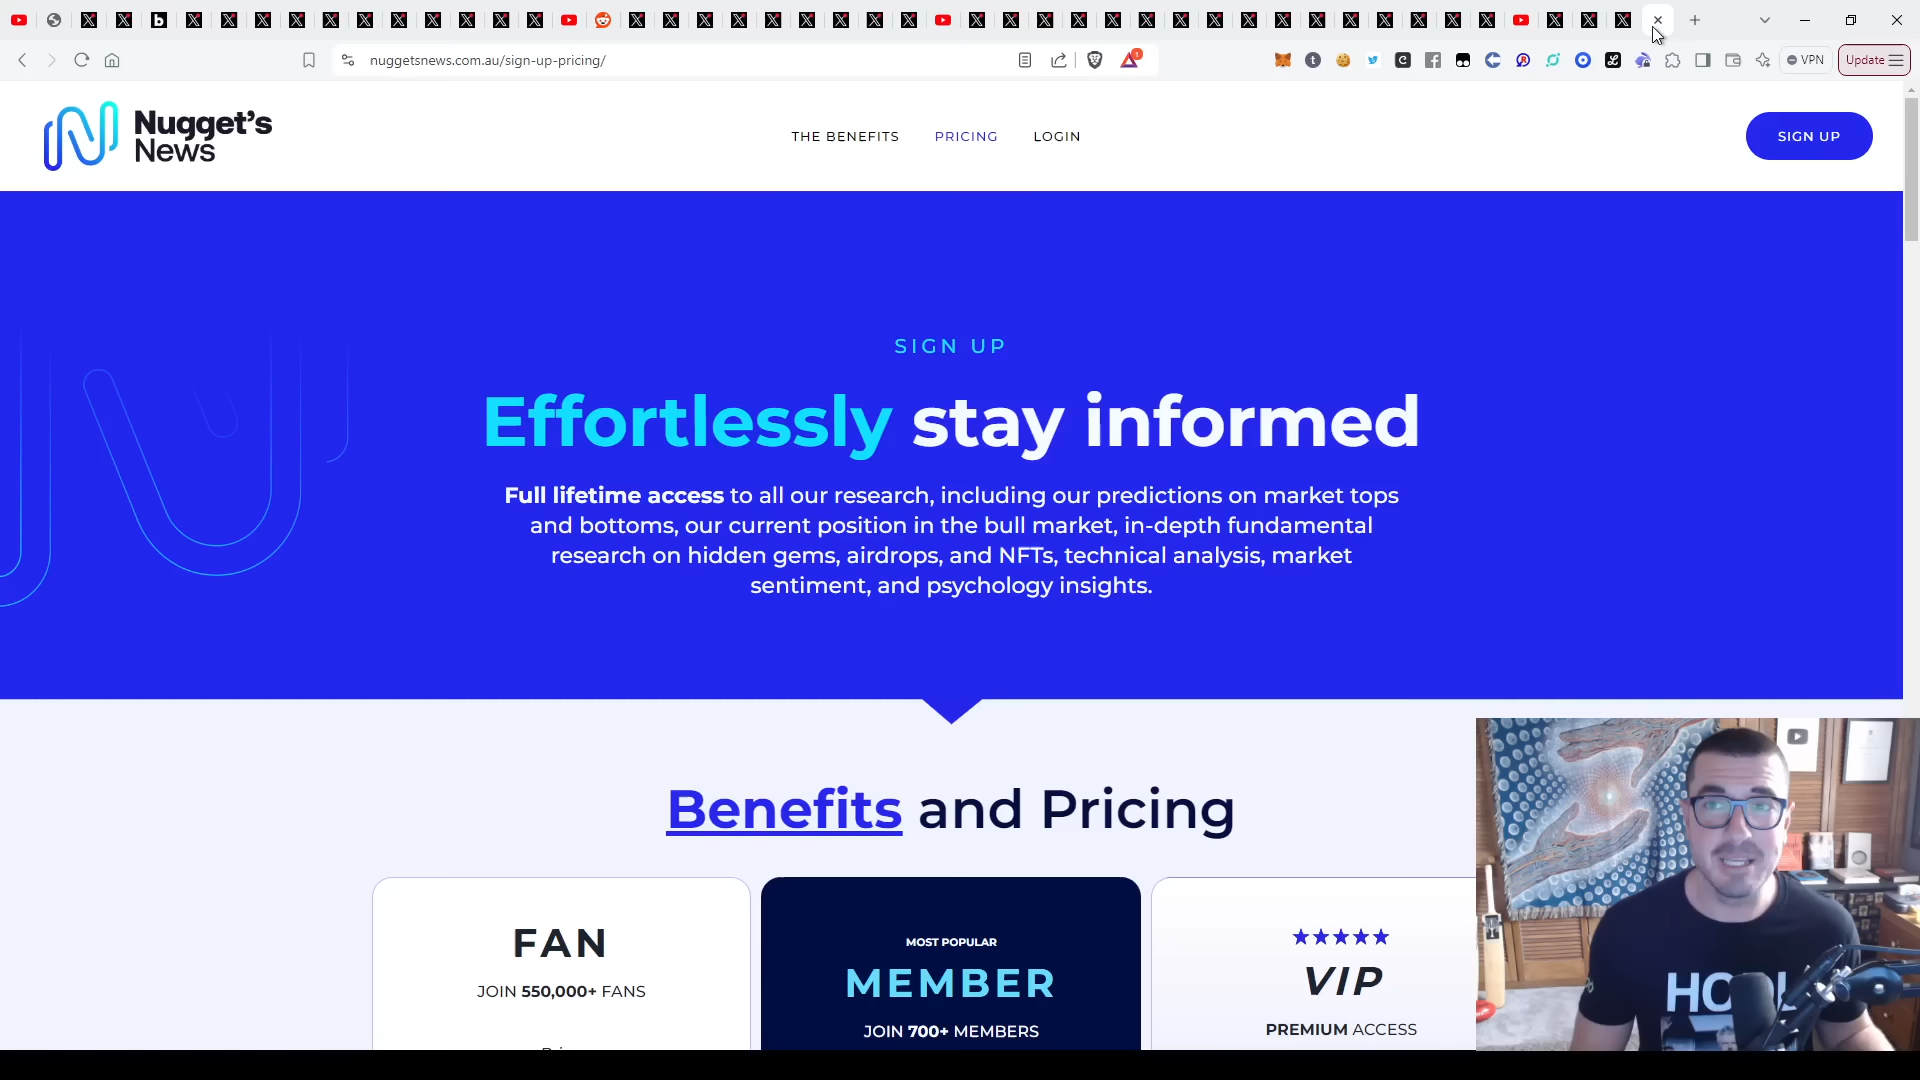 nuggetsnews.com.au/sign-up-pricing/
1
VPN
Update
Nugget's
News
THE BENEFITS
PRICING
LOGIN
SIGN UP
SIGN UP
Effortlessly stay informed
Full lifetime access to all our research, including our predictions on market tops
and bottoms, our current position in the bull market, in-depth fundamental
research on hidden gems, airdrops, and NFTs, technical analysis, market
sentiment, and psychology insights.
Benefits and Pricing
FAN
JOIN 550,000+ FANS
MOST POPULAR
MEMBER
JOIN 700+ MEMBERS
VIP
PREMIUM ACCESS